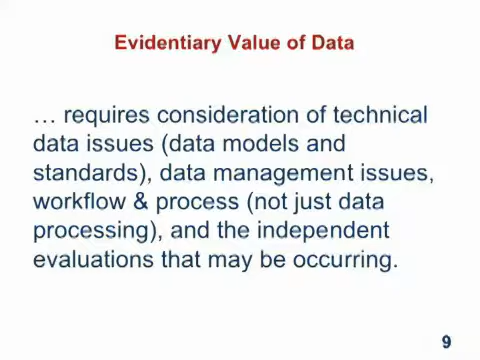 Evidentiary Value of Data
… requires consideration of technical
data issues (data models and
standards), data management issues,
workflow & process (not just data
processing), and the independent
evaluations that may be occurring.
9